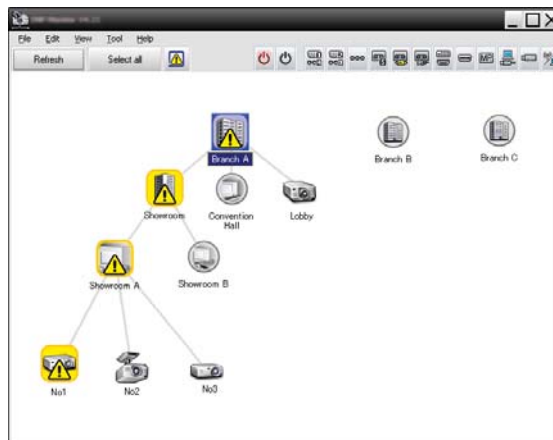 File Edit View Tool Help
Refresh Select all MP
Branch A Branch B Branch C
Showroom Convention Hall Lobby
Showroom A Showroom B
No1 No2 No3